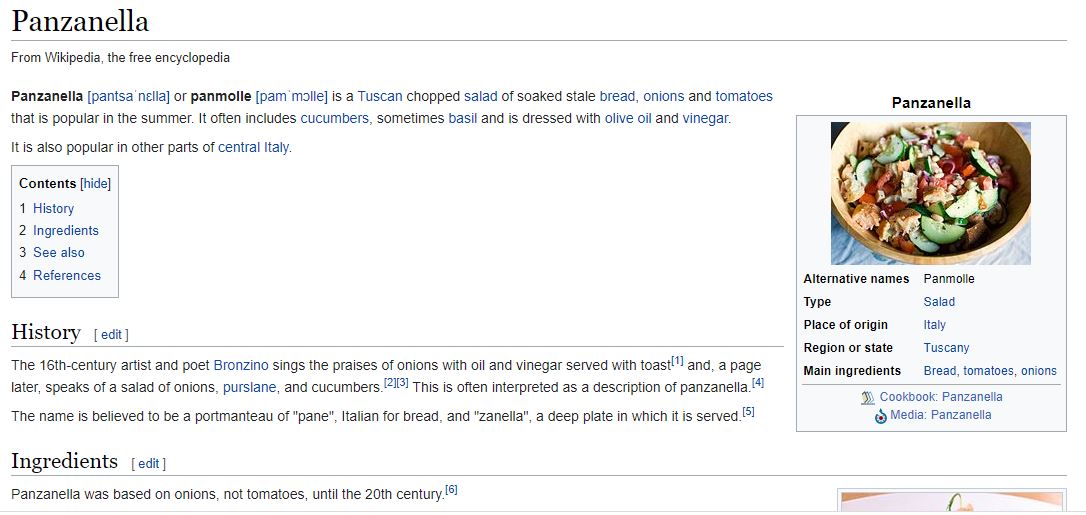 Panzanella
From Wikipedia, the free encyclopedia
Panzanella [pantsaˈnɛlla] or panmolle [pamˈmɔlle] is a Tuscan chopped salad of soaked stale bread, onions and tomatoes
that is popular in the summer. It often includes cucumbers, sometimes basil and is dressed with olive oil and vinegar.
It is also popular in other parts of central Italy.
Contents [hide]
1 History
2 Ingredients
3 See also
4 References
Panzanella
Alternative names Panmolle
Type Salad
Place of origin Italy
Region or state Tuscany
Main ingredients Bread, tomatoes, onions
Cookbook: Panzanella
Media: Panzanella
History [ edit ]
The 16th-century artist and poet Bronzino sings the praises of onions with oil and vinegar served with toast[1] and, a page
later, speaks of a salad of onions, purslane, and cucumbers.[2][3] This is often interpreted as a description of panzanella.[4]
The name is believed to be a portmanteau of "pane", Italian for bread, and "zanella", a deep plate in which it is served.[5]
Ingredients [ edit ]
Panzanella was based on onions, not tomatoes, until the 20th century.[6]